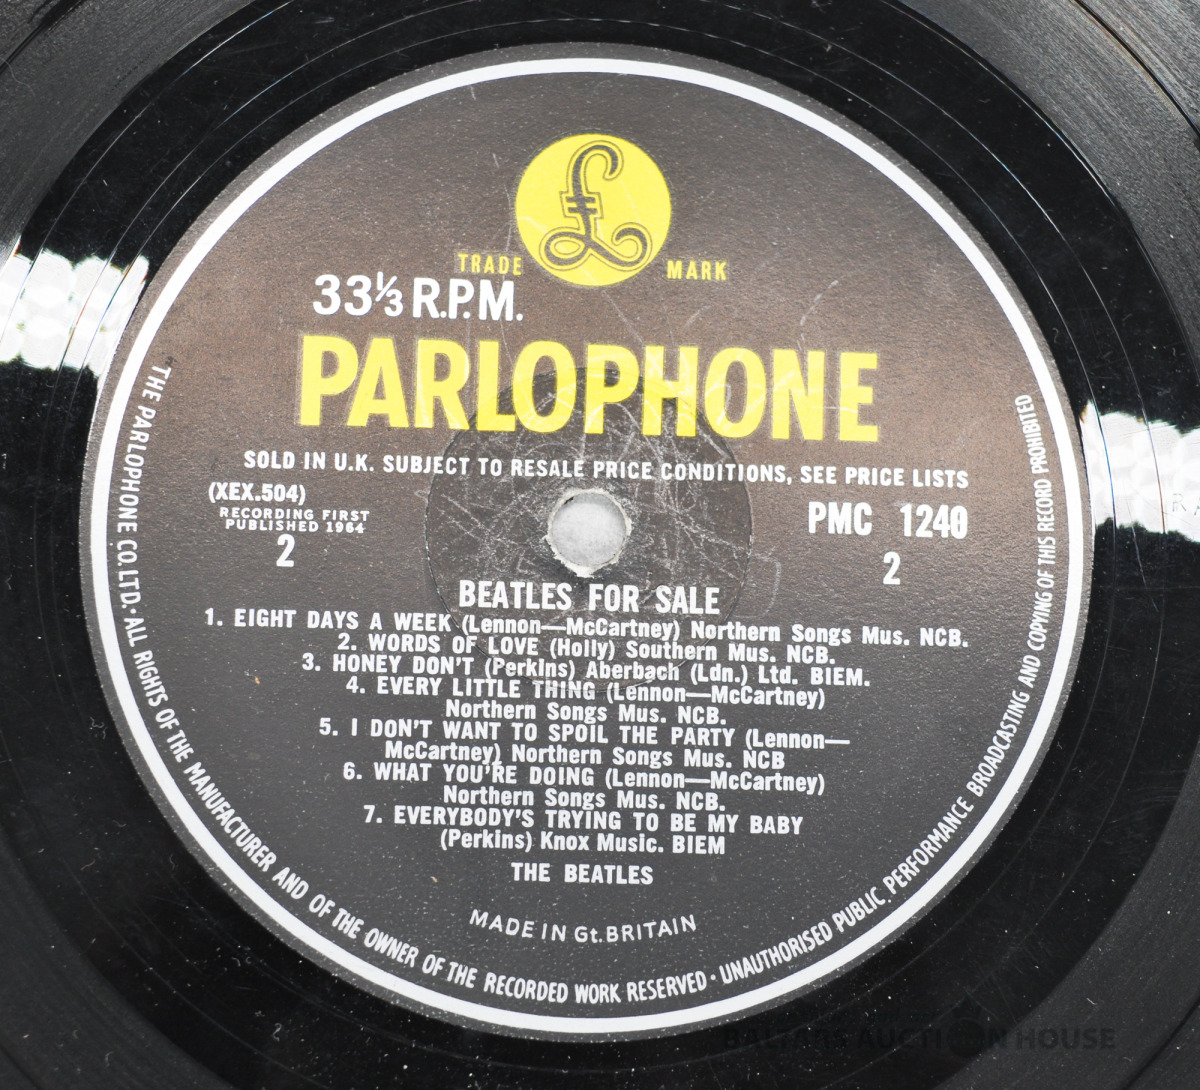 £
TRADE MARK
33⅓ R.P.M.
PARLOPHONE
SOLD IN U.K. SUBJECT TO RESALE PRICE CONDITIONS, SEE PRICE LISTS
(XEX.504)
RECORDING FIRST
PUBLISHED 1964
2
PMC 1240
2
BEATLES FOR SALE
1. EIGHT DAYS A WEEK (Lennon—McCartney) Northern Songs Mus. NCB.
2. WORDS OF LOVE (Holly) Southern Mus. NCB.
3. HONEY DON'T (Perkins) Aberbach (Ldn.) Ltd. BIEM.
4. EVERY LITTLE THING (Lennon—McCartney)
Northern Songs Mus. NCB.
5. I DON'T WANT TO SPOIL THE PARTY (Lennon—
McCartney) Northern Songs Mus. NCB
6. WHAT YOU'RE DOING (Lennon—McCartney)
Northern Songs Mus. NCB.
7. EVERYBODY'S TRYING TO BE MY BABY
(Perkins) Knox Music. BIEM
THE BEATLES
MADE IN Gt. BRITAIN
THE PARLOPHONE CO. LTD. · ALL RIGHTS OF THE MANUFACTURER AND OF THE OWNER OF THE RECORDED WORK RESERVED · UNAUTHORISED PUBLIC PERFORMANCE BROADCASTING AND COPYING OF THIS RECORD PROHIBITED
AUCTION HOUSE